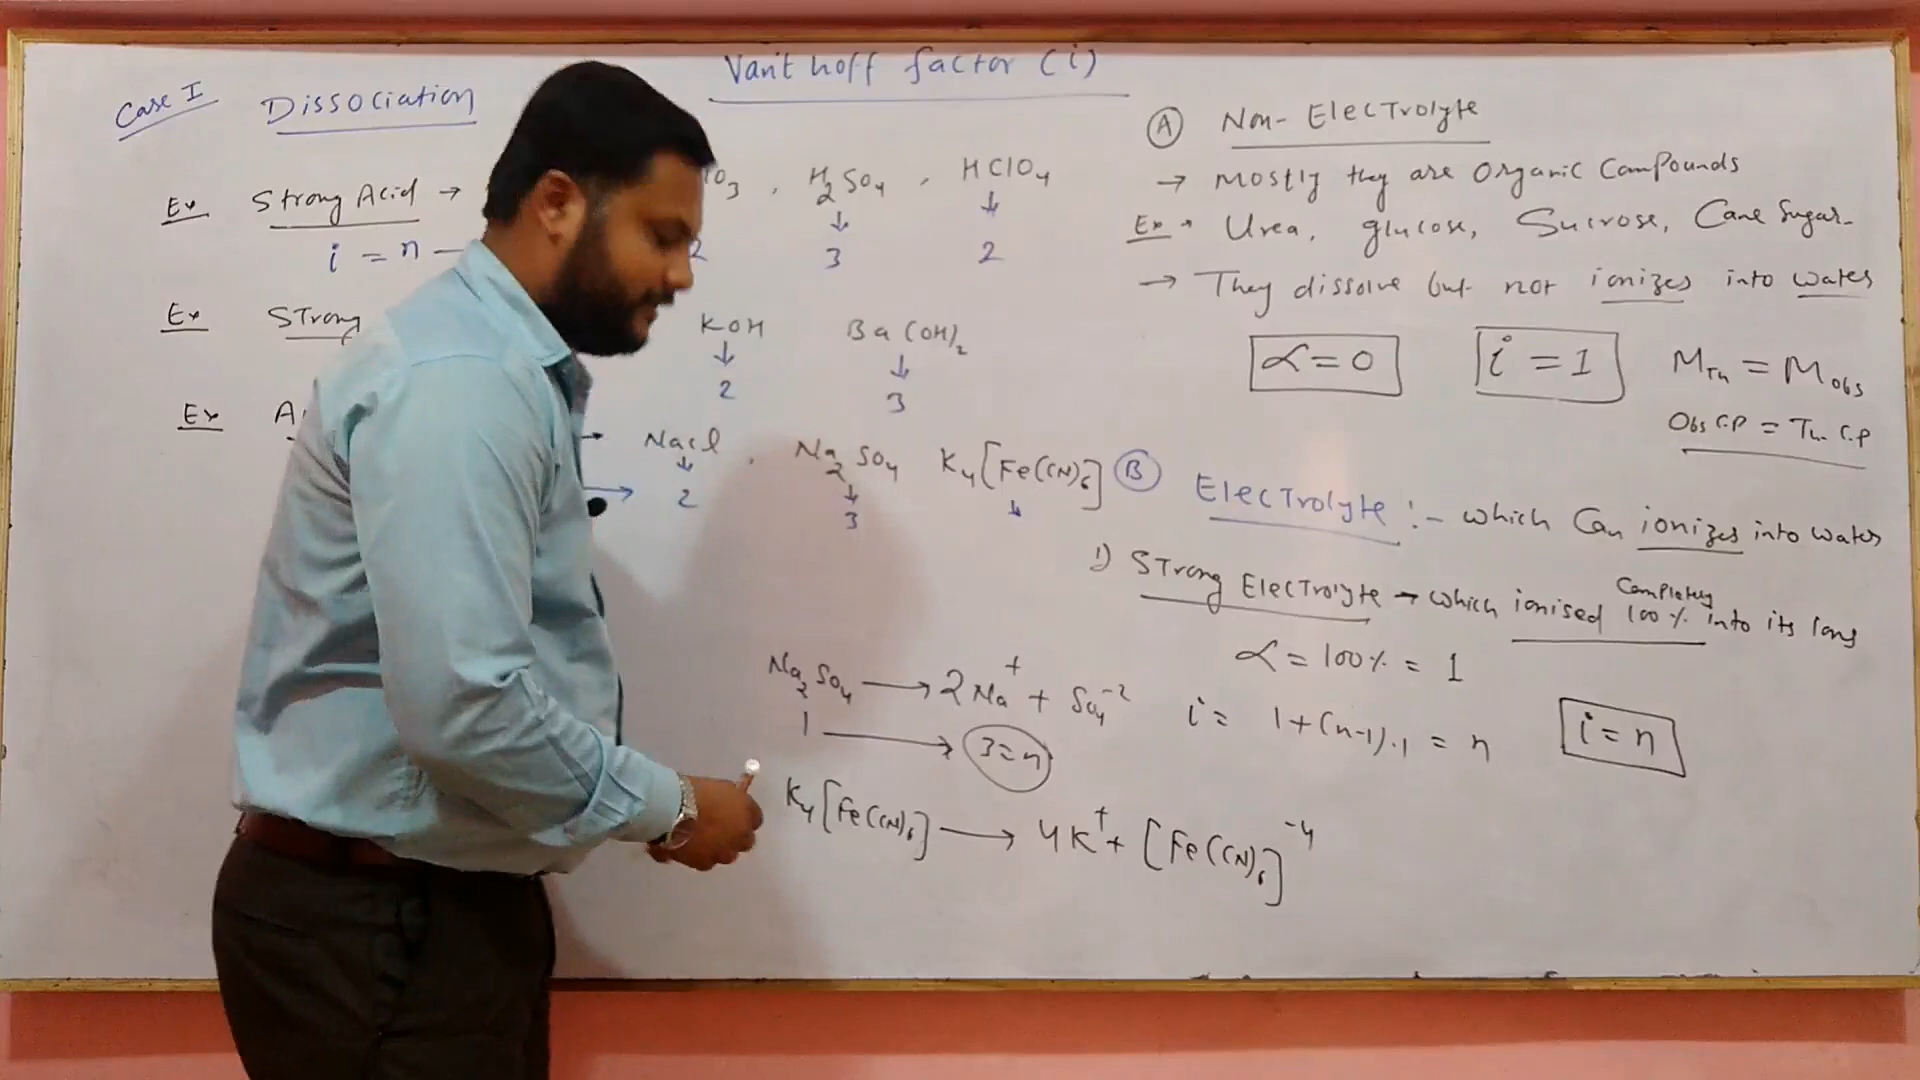 Vant hoff factor (i)
Case I Dissociation
Ex Strong Acid → O3 , H2SO4 , HClO4
↓ ↓
i = n – 2 3 2
Ex Strong KOH Ba(OH)2
↓ ↓
2 3
Ex A → NaCl , Na2SO4 K4[Fe(CN)6]
↓ ↓ ↓
→ 2 3
Na2SO4 → 2Na+ + SO4-2
1 → 3=n
K4[Fe(CN)6] → 4K+ + [Fe(CN)6]-4
(A) Non-Electrolyte
→ Mostly they are Organic Compounds
Ex • Urea, glucose, Sucrose, Cane Sugar-
→ They dissolve but not ionizes into water
α=0 i=1 MTh = MObs
Obs C.P = Th. C.P
(B) Electrolyte :- which Can ionizes into water
1) Strong Electrolyte → which ionised completely 100% into its Ions
α = 100% = 1
i = 1+(n-1).1 = n i=n